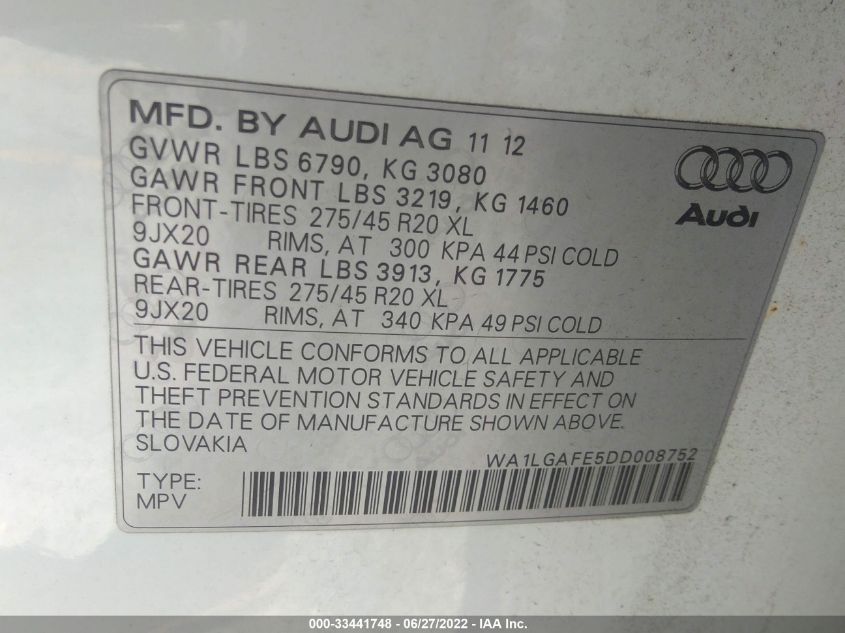 MFD. BY AUDI AG 11 12
GVWR LBS 6790, KG 3080
GAWR FRONT LBS 3219, KG 1460
FRONT-TIRES 275/45 R20 XL
9JX20 RIMS, AT 300 KPA 44 PSI COLD
GAWR REAR LBS 3913, KG 1775
REAR-TIRES 275/45 R20 XL
9JX20 RIMS, AT 340 KPA 49 PSI COLD
Audi
THIS VEHICLE CONFORMS TO ALL APPLICABLE
U.S. FEDERAL MOTOR VEHICLE SAFETY AND
THEFT PREVENTION STANDARDS IN EFFECT ON
THE DATE OF MANUFACTURE SHOWN ABOVE.
SLOVAKIA
WA1LGAFE5DD008752
TYPE:
MPV
000-33441748 - 06/27/2022 - IAA Inc.